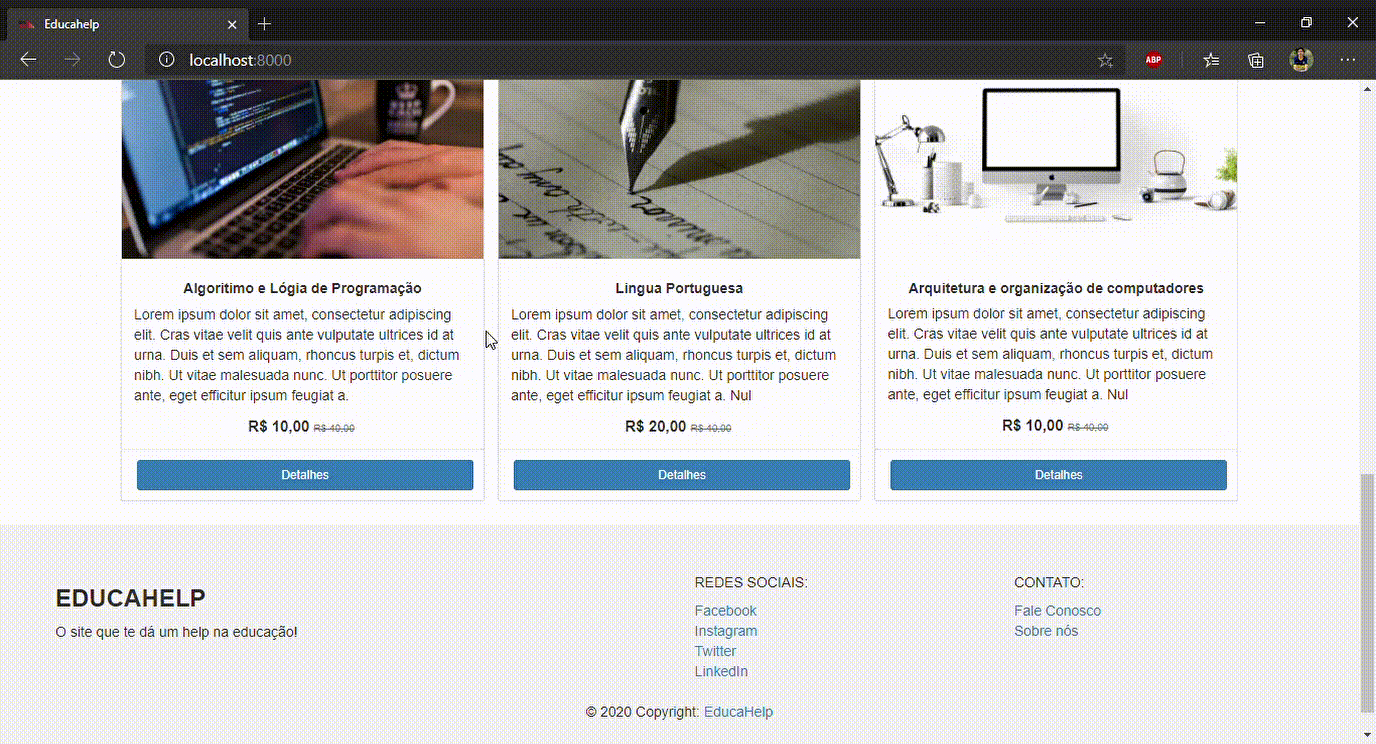 Educahelp
localhost:8000
ABP
KEEP
Algoritimo e Lógia de Programação
Lorem ipsum dolor sit amet, consectetur adipiscing
elit. Cras vitae velit quis ante vulputate ultrices id at
urna. Duis et sem aliquam, rhoncus turpis et, dictum
nibh. Ut vitae malesuada nunc. Ut porttitor posuere
ante, eget efficitur ipsum feugiat a.
R$ 10,00 R$ 40,00
Detalhes
Lingua Portuguesa
Lorem ipsum dolor sit amet, consectetur adipiscing
elit. Cras vitae velit quis ante vulputate ultrices id at
urna. Duis et sem aliquam, rhoncus turpis et, dictum
nibh. Ut vitae malesuada nunc. Ut porttitor posuere
ante, eget efficitur ipsum feugiat a. Nul
R$ 20,00 R$ 40,00
Detalhes
Arquitetura e organização de computadores
Lorem ipsum dolor sit amet, consectetur adipiscing
elit. Cras vitae velit quis ante vulputate ultrices id at
urna. Duis et sem aliquam, rhoncus turpis et, dictum
nibh. Ut vitae malesuada nunc. Ut porttitor posuere
ante, eget efficitur ipsum feugiat a. Nul
R$ 10,00 R$ 40,00
Detalhes
EDUCAHELP
O site que te dá um help na educação!
REDES SOCIAIS:
Facebook
Instagram
Twitter
LinkedIn
CONTATO:
Fale Conosco
Sobre nós
© 2020 Copyright: EducaHelp